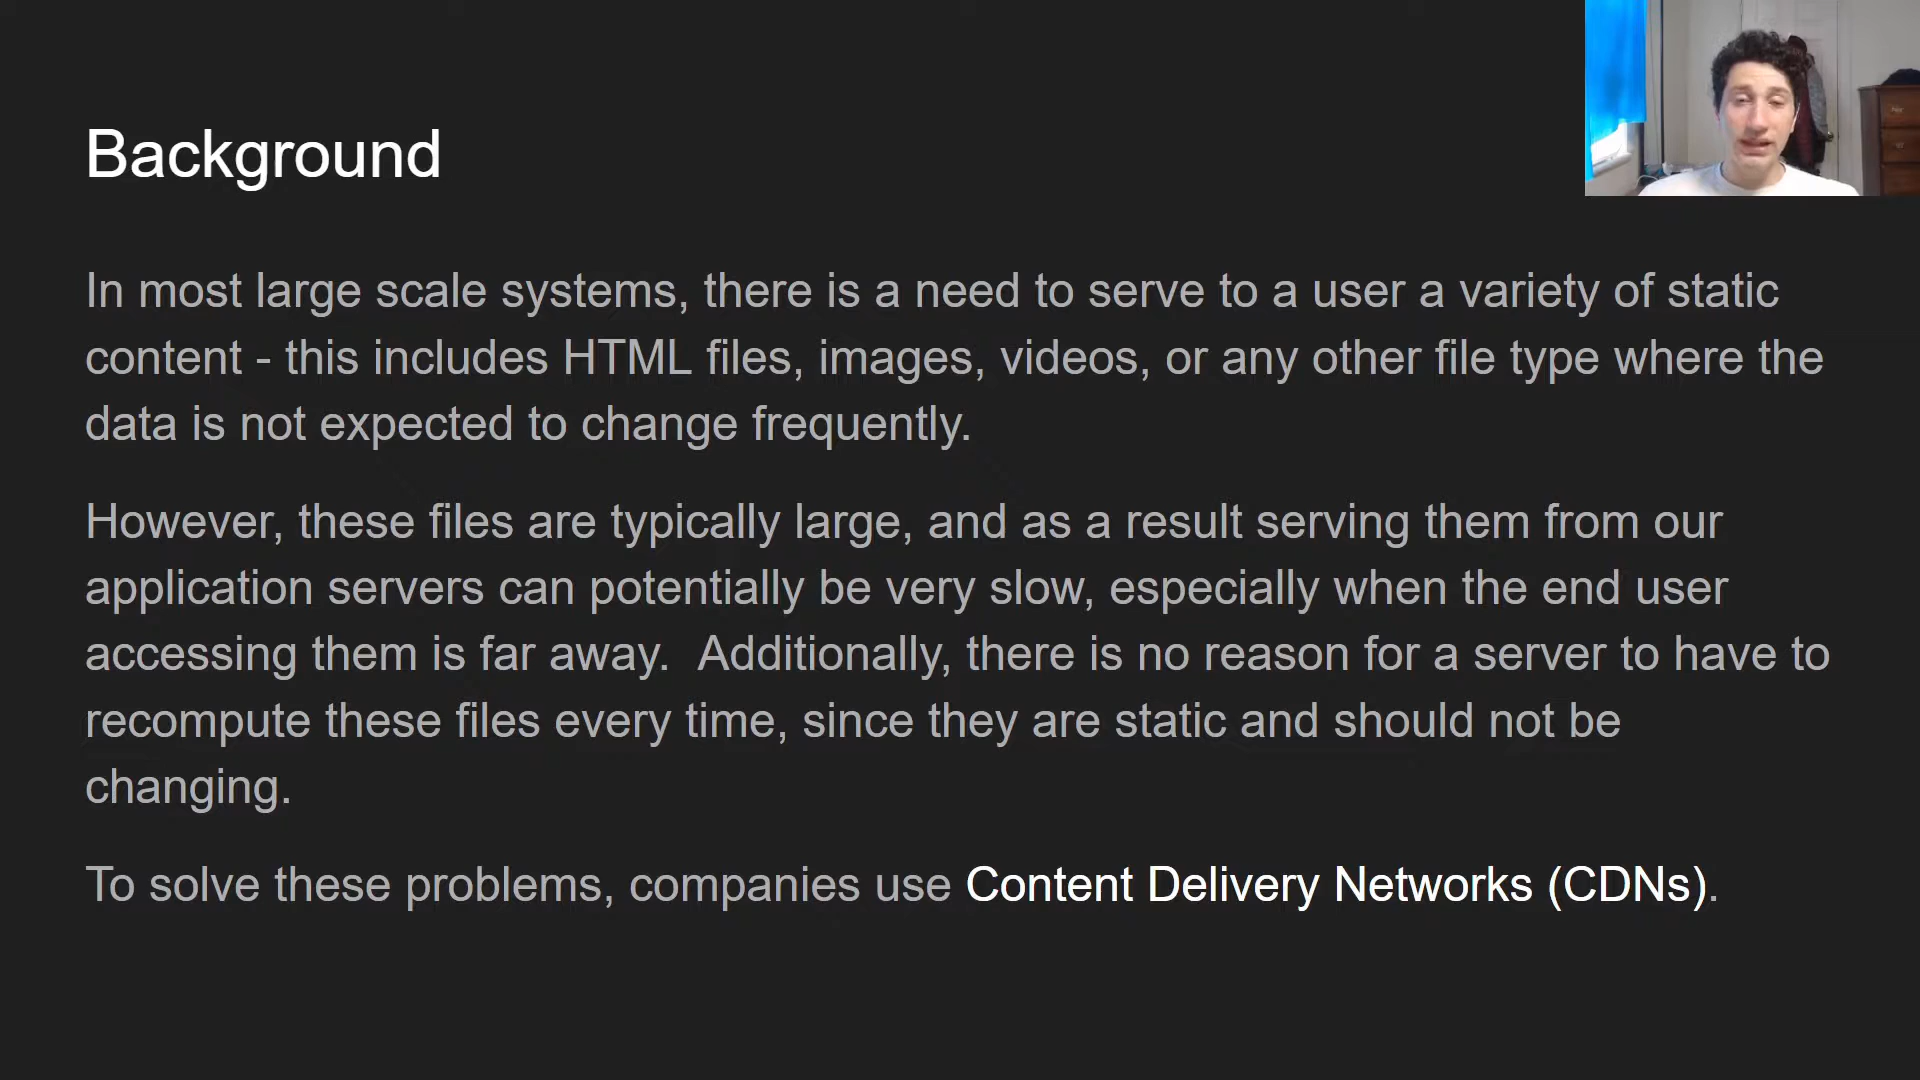 Background
In most large scale systems, there is a need to serve to a user a variety of static
content - this includes HTML files, images, videos, or any other file type where the
data is not expected to change frequently.
However, these files are typically large, and as a result serving them from our
application servers can potentially be very slow, especially when the end user
accessing them is far away.  Additionally, there is no reason for a server to have to
recompute these files every time, since they are static and should not be
changing.
To solve these problems, companies use Content Delivery Networks (CDNs).